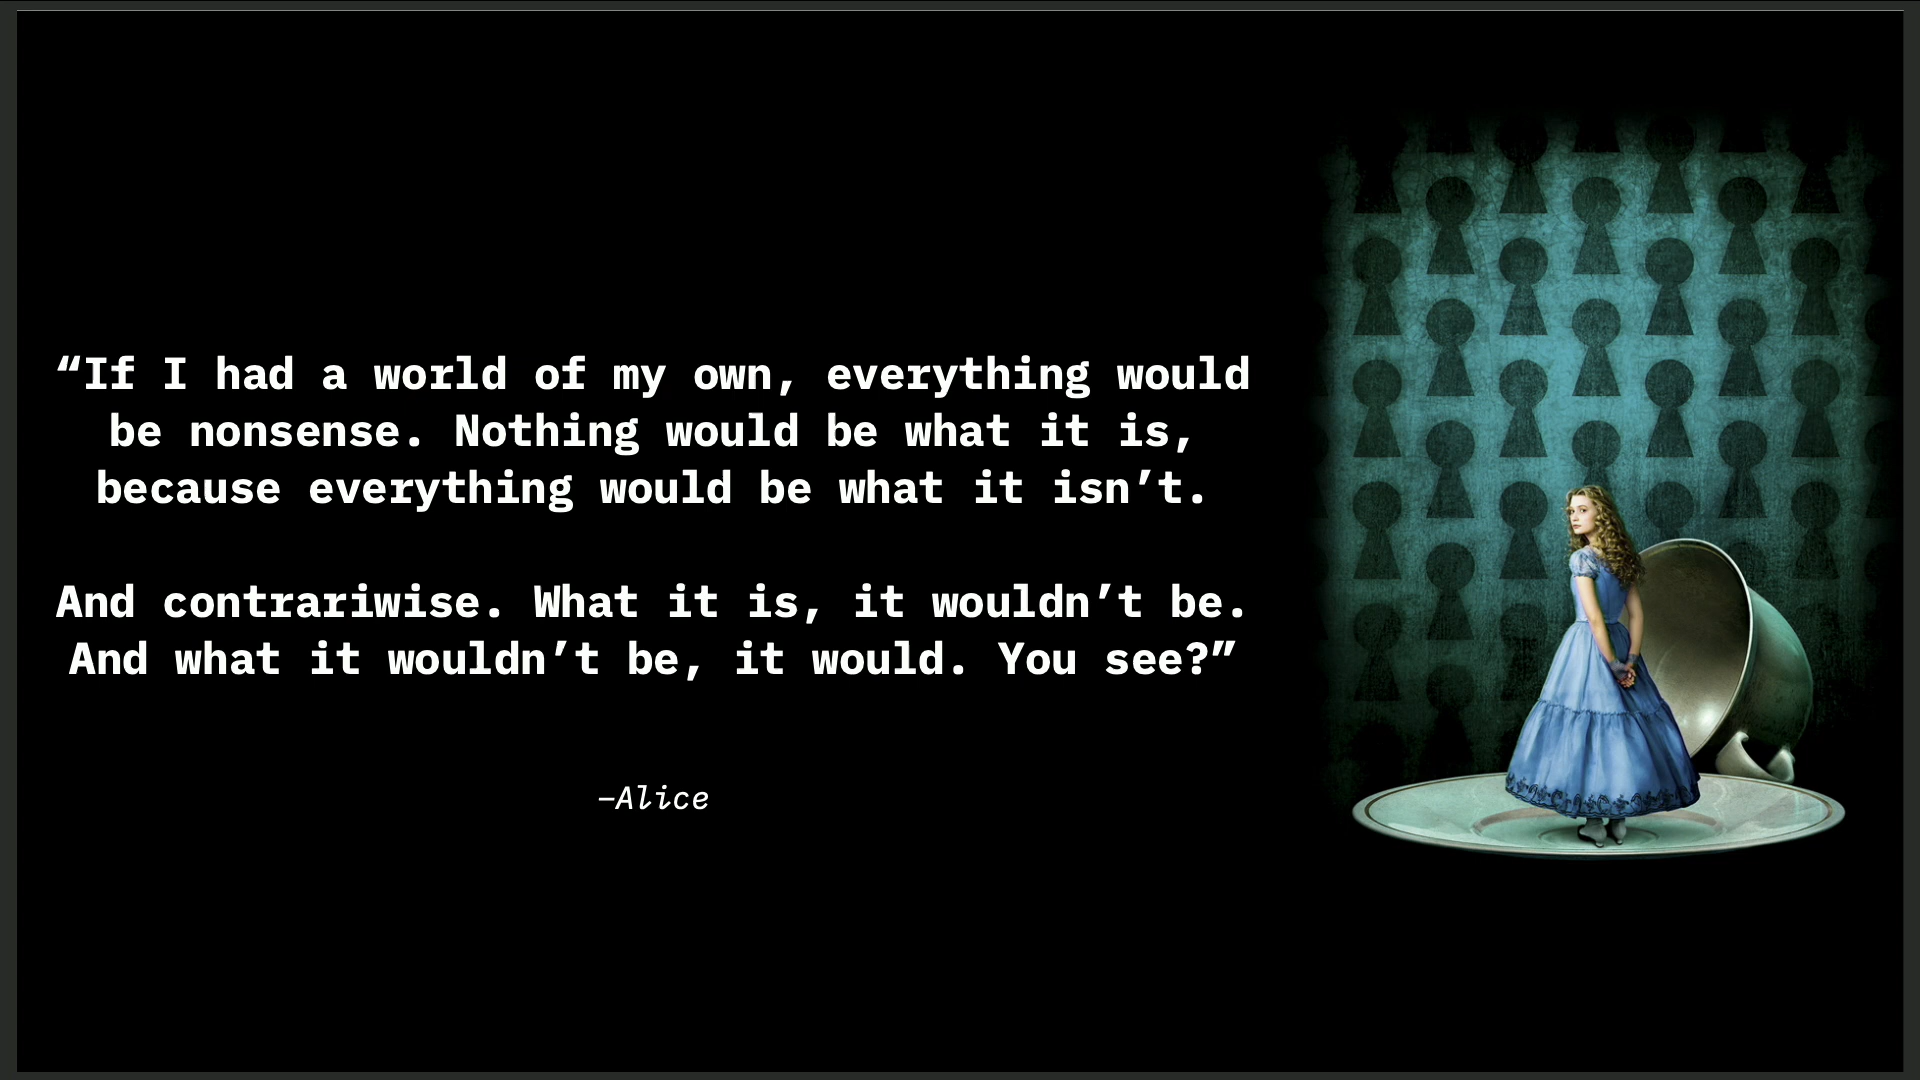 “If I had a world of my own, everything would
be nonsense. Nothing would be what it is,
because everything would be what it isn’t.
And contrariwise. What it is, it wouldn’t be.
And what it wouldn’t be, it would. You see?”
—Alice